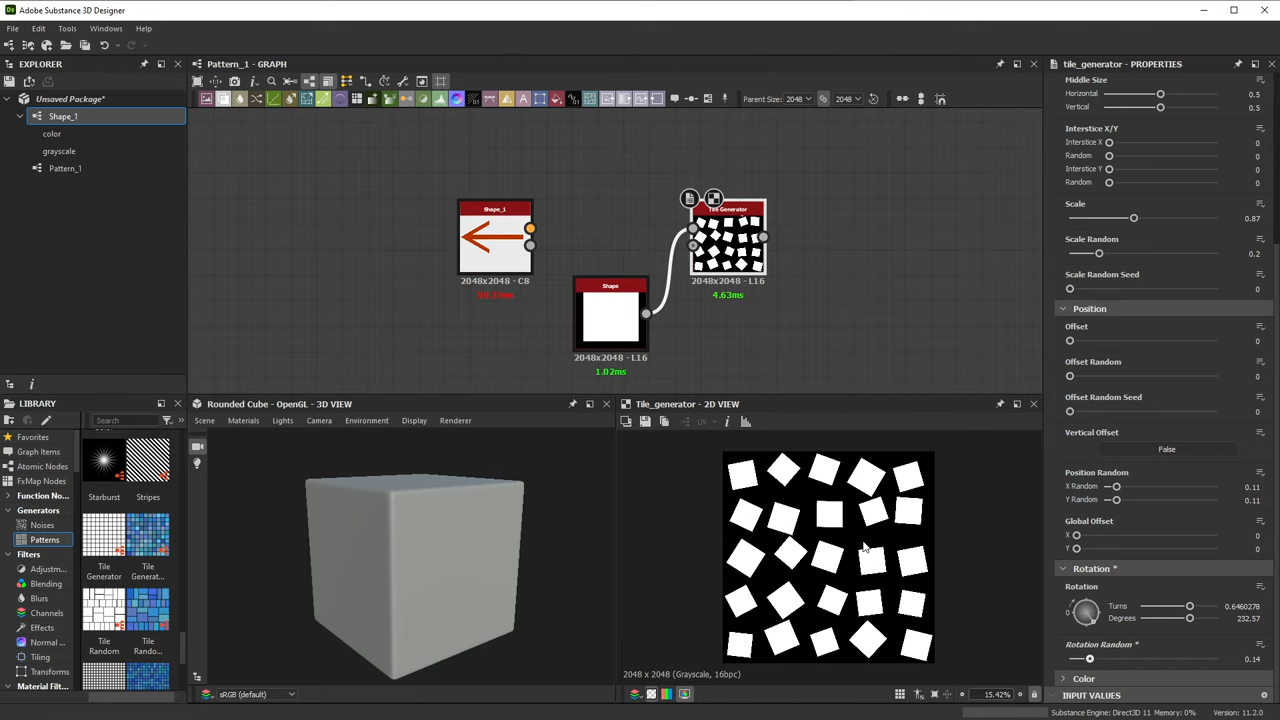 Ds Adobe Substance 3D Designer
File Edit Tools Windows Help
EXPLORER
Unsaved Package*
Shape_1
color
grayscale
Pattern_1
Pattern_1 - GRAPH
Parent Size: 2048 2048
Shape_1
2048x2048 - C8
Shape
2048x2048 - L16
1.02ms
Tile Generator
2048x2048 - L16
4.63ms
LIBRARY
Search
Favorites
Graph Items
Atomic Nodes
FxMap Nodes
Function No...
Generators
Noises
Patterns
Filters
Adjustm...
Blending
Blurs
Channels
Effects
Normal ...
Tiling
Transforms
Material Filt...
Starburst
Stripes
Tile Generator
Tile Generat...
Tile Random
Tile Rando...
Rounded Cube - OpenGL - 3D VIEW
Scene Materials Lights Camera Environment Display Renderer
sRGB (default)
Tile_generator - 2D VIEW
UV
2048 x 2048 (Grayscale, 16bpc)
15.42%
tile_generator - PROPERTIES
Middle Size
Horizontal 0.5
Vertical 0.5
Interstice X/Y
Interstice X 0
Random 0
Interstice Y 0
Random 0
Scale
0.87
Scale Random
0.2
Scale Random Seed
0
Position
Offset
0
Offset Random
0
Offset Random Seed
0
Vertical Offset
False
Position Random
X Random 0.11
Y Random 0.11
Global Offset
X 0
Y 0
Rotation *
Rotation
0 Turns 0.6460278
Degrees 232.57
Rotation Random *
0.14
Color
INPUT VALUES
Substance Engine: Direct3D 11 Memory: 0% Version: 11.2.0